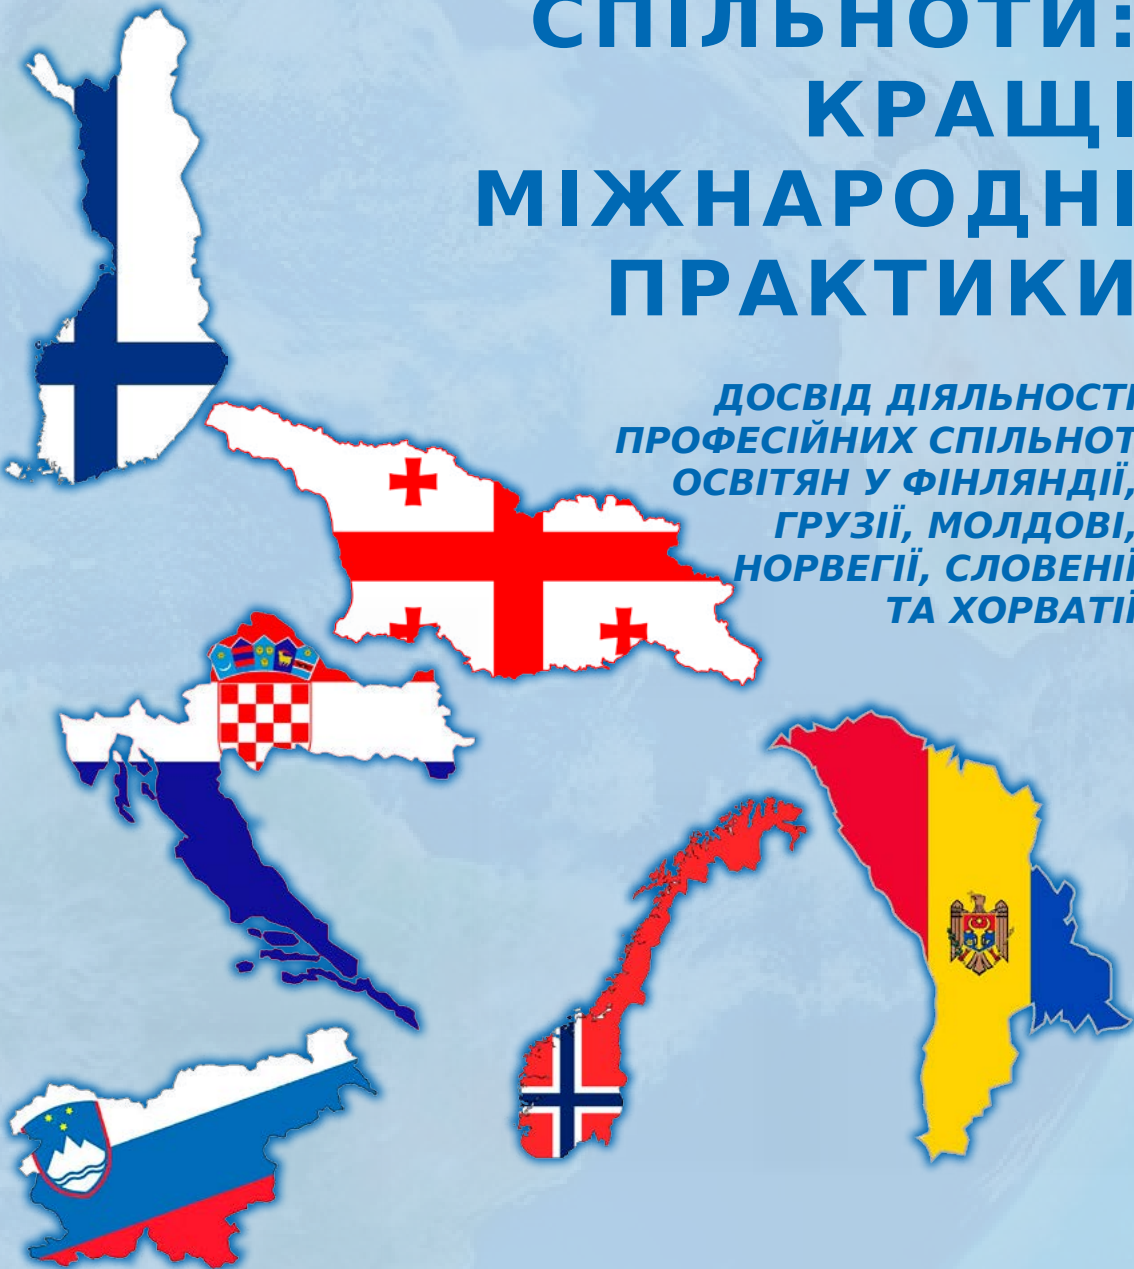 СПІЛЬНОТИ:
КРАЩІ
МІЖНАРОДНІ
ПРАКТИКИ
ДОСВІД ДІЯЛЬНОСТІ
ПРОФЕСІЙНИХ СПІЛЬНОТ
ОСВІТЯН У ФІНЛЯНДІЇ,
ГРУЗІЇ, МОЛДОВІ,
НОРВЕГІЇ, СЛОВЕНІЇ
ТА ХОРВАТІЇ